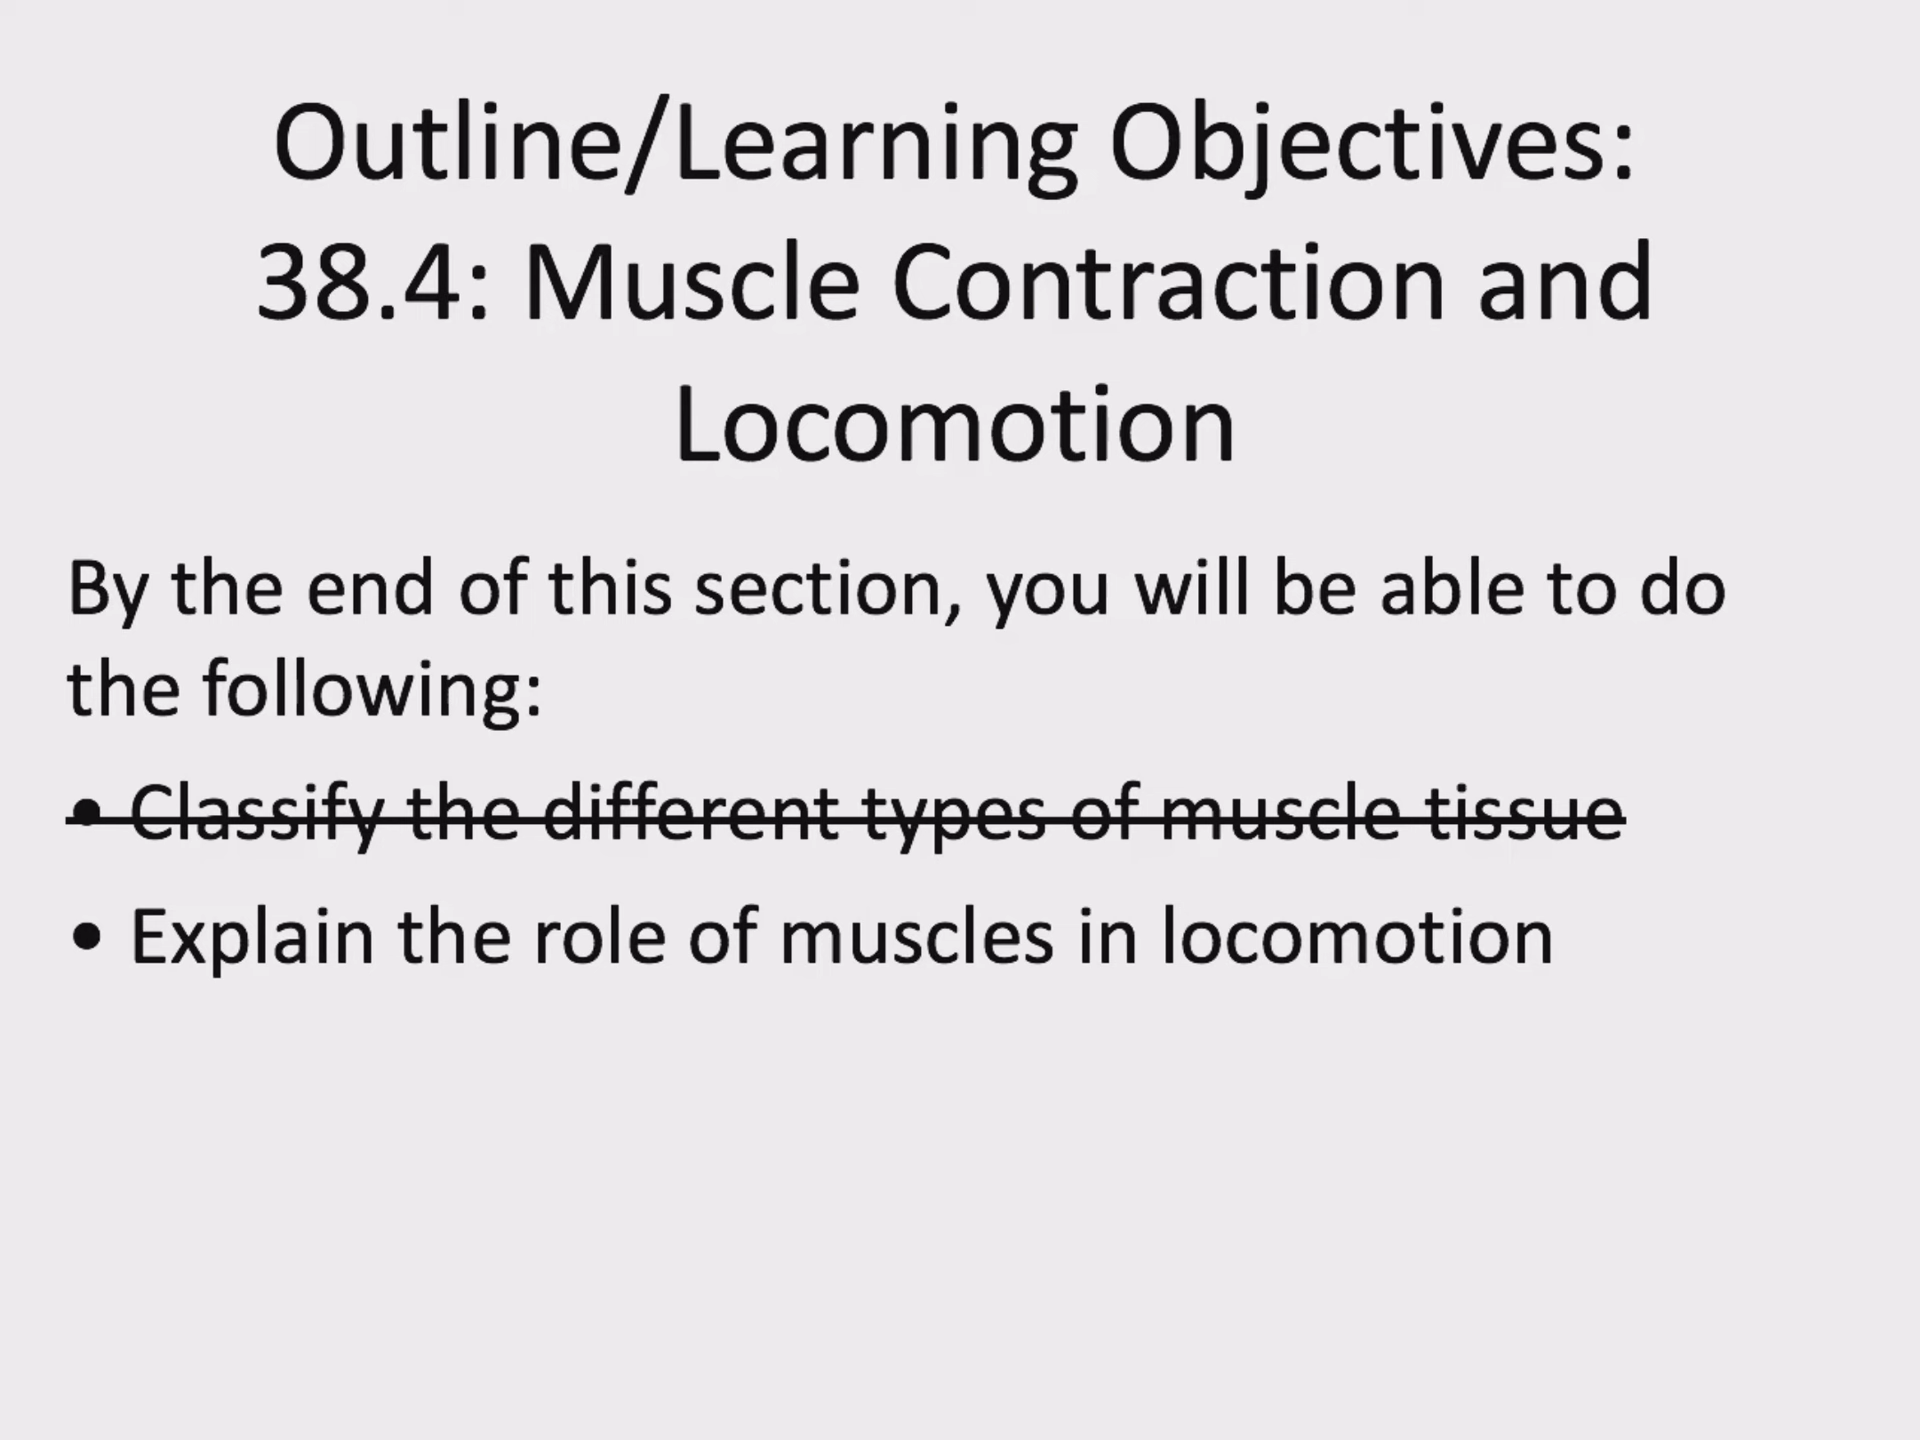 Outline/Learning Objectives:
38.4: Muscle Contraction and
Locomotion
By the end of this section, you will be able to do
the following:
• Classify the different types of muscle tissue
• Explain the role of muscles in locomotion